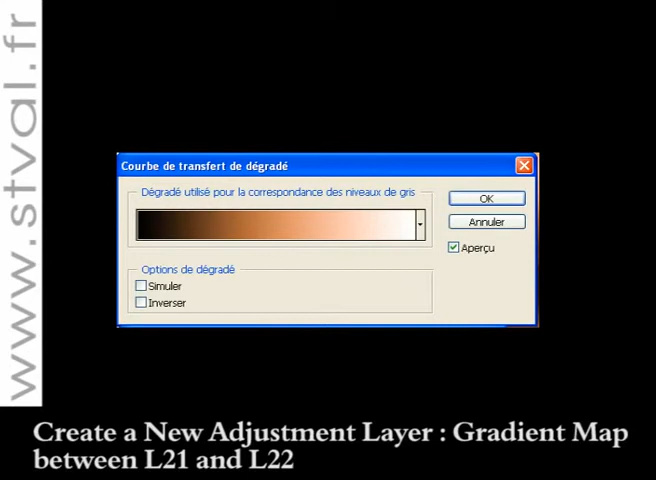 www.stval.fr
Courbe de transfert de dégradé
Dégradé utilisé pour la correspondance des niveaux de gris
OK
Annuler
Aperçu
Options de dégradé
Simuler
Inverser
Create a New Adjustment Layer : Gradient Map
between L21 and L22